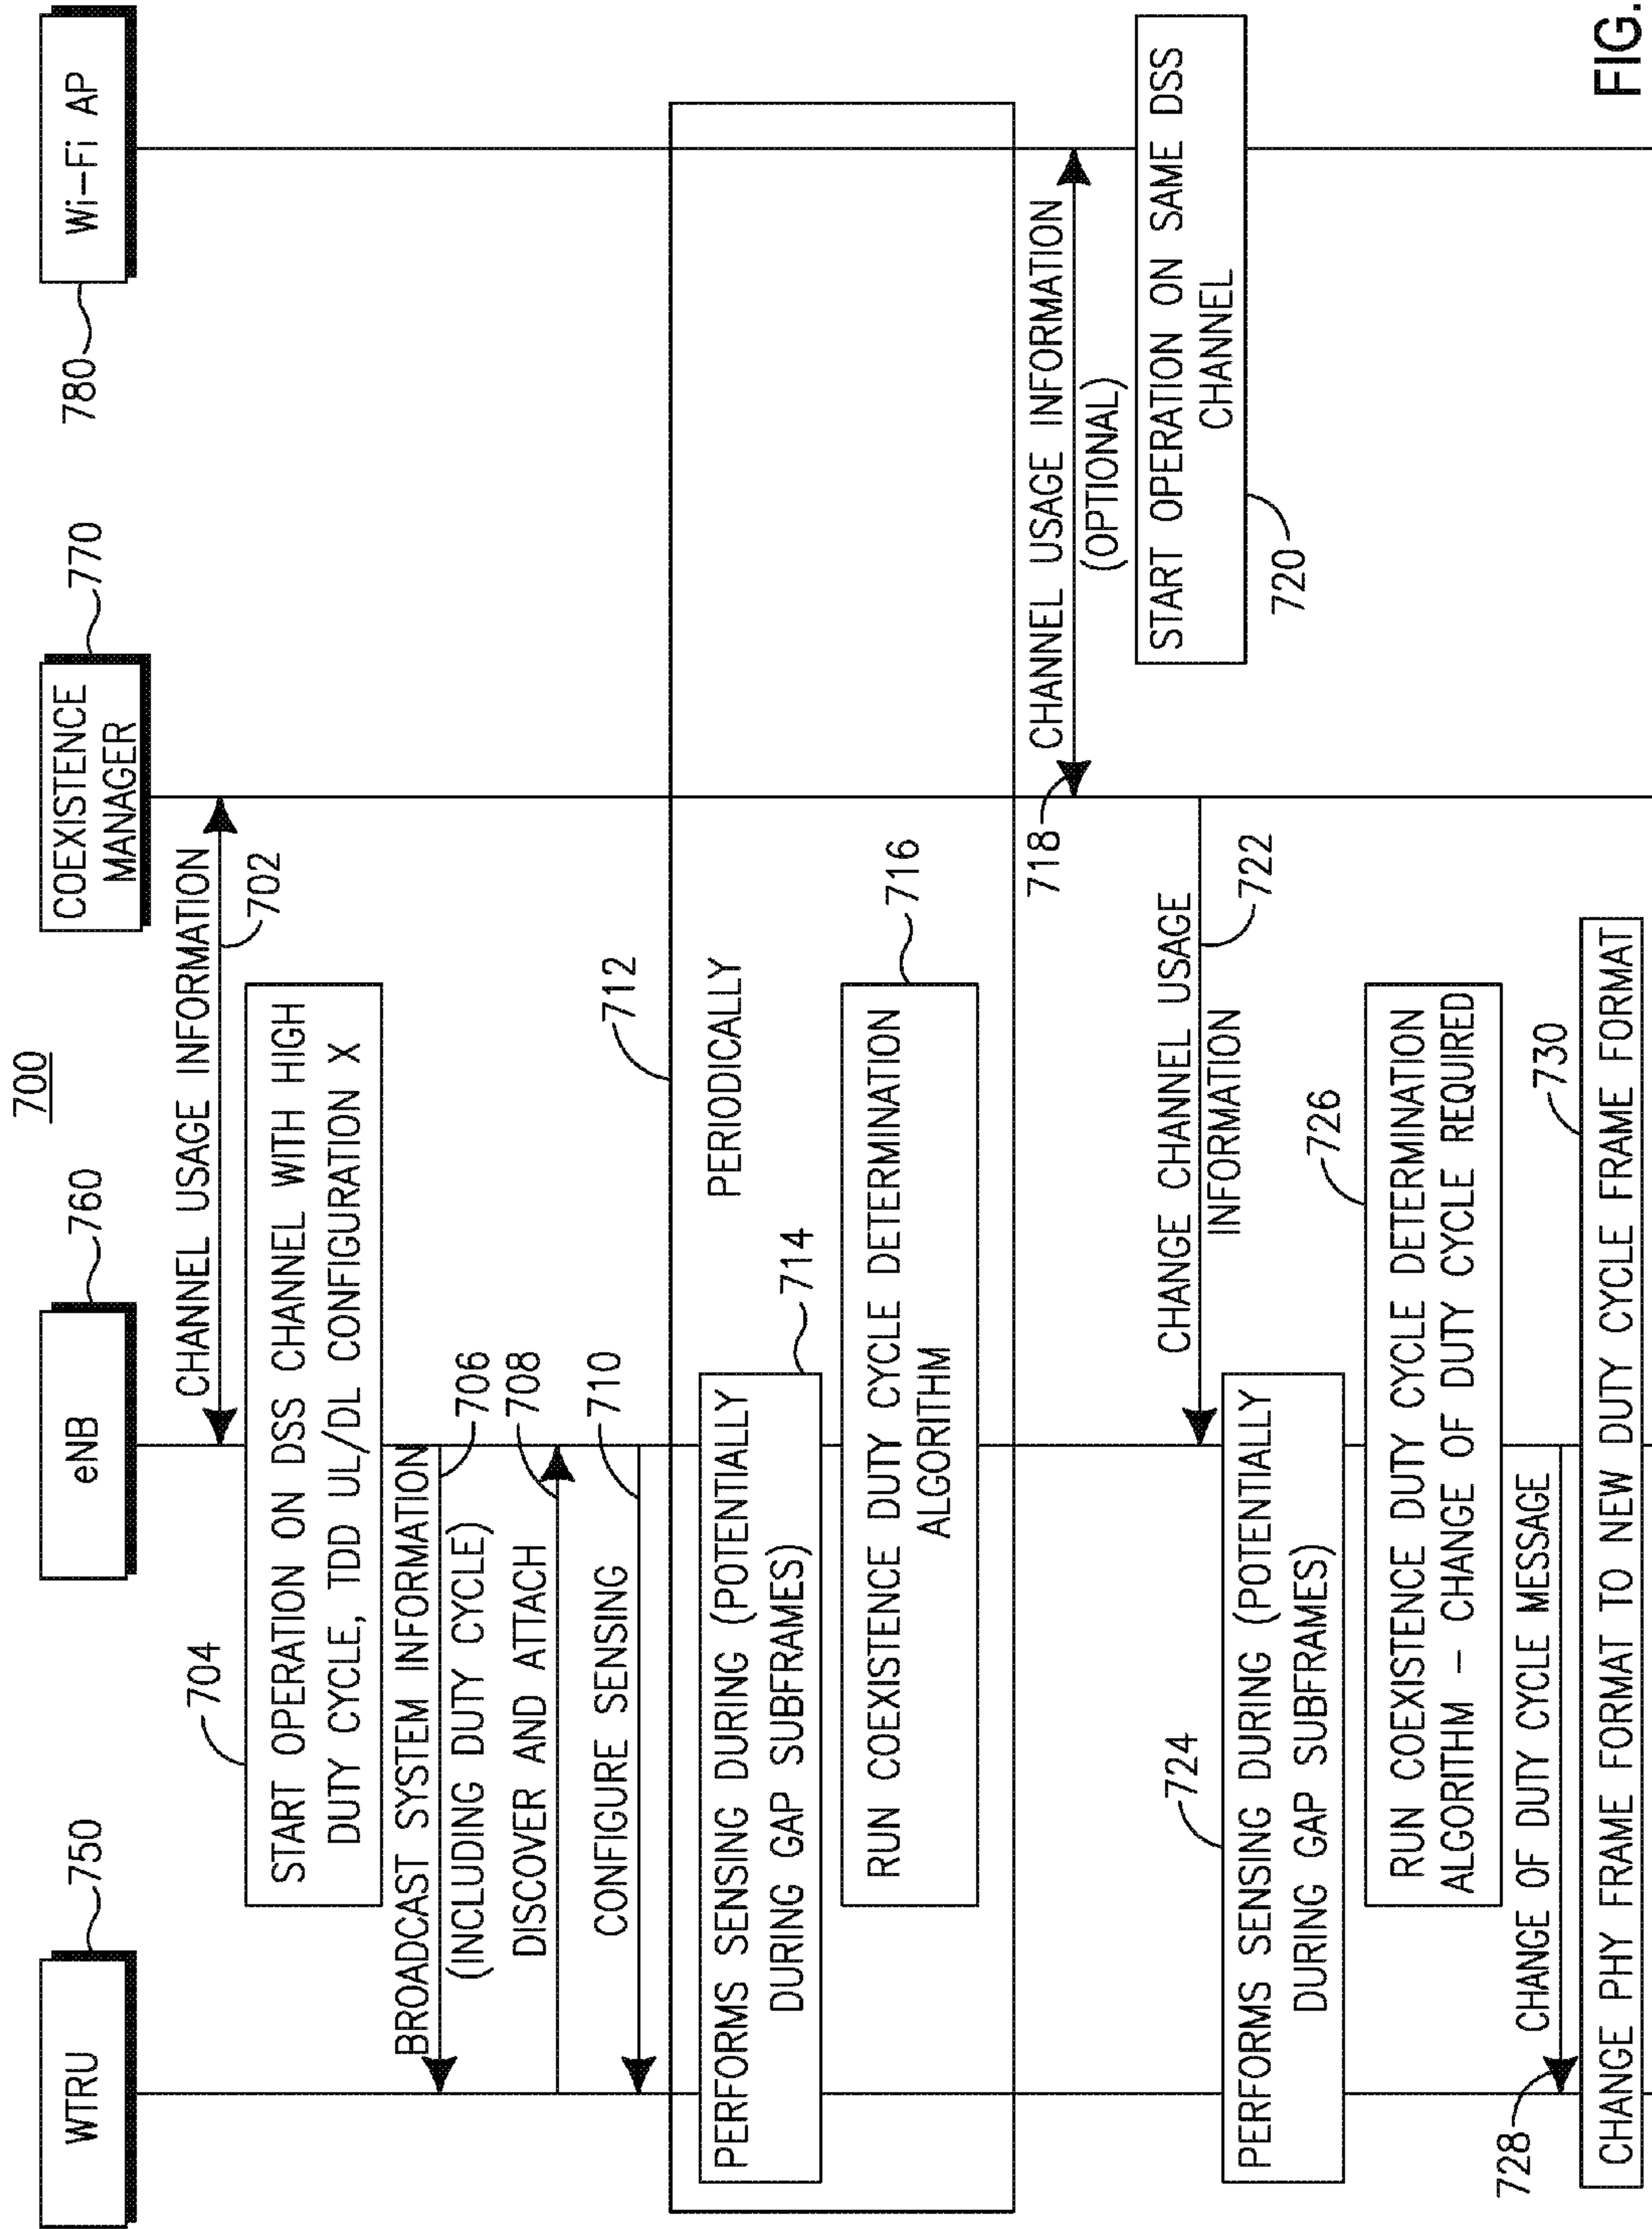 700
WTRU
750
eNB
760
COEXISTENCE
MANAGER
770
Wi-Fi AP
780
CHANNEL USAGE INFORMATION
702
704
START OPERATION ON DSS CHANNEL WITH HIGH
DUTY CYCLE, TDD UL/DL CONFIGURATION X
BROADCAST SYSTEM INFORMATION
(INCLUDING DUTY CYCLE)
706
DISCOVER AND ATTACH
708
CONFIGURE SENSING
710
712
PERIODICALLY
PERFORMS SENSING DURING (POTENTIALLY
DURING GAP SUBFRAMES)
714
RUN COEXISTENCE DUTY CYCLE DETERMINATION
ALGORITHM
716
CHANNEL USAGE INFORMATION
(OPTIONAL)
718
START OPERATION ON SAME DSS
CHANNEL
720
CHANGE CHANNEL USAGE
INFORMATION
722
724
PERFORMS SENSING DURING (POTENTIALLY
DURING GAP SUBFRAMES)
726
RUN COEXISTENCE DUTY CYCLE DETERMINATION
ALGORITHM - CHANGE OF DUTY CYCLE REQUIRED
CHANGE OF DUTY CYCLE MESSAGE
728
730
CHANGE PHY FRAME FORMAT TO NEW DUTY CYCLE FRAME FORMAT
FIG.